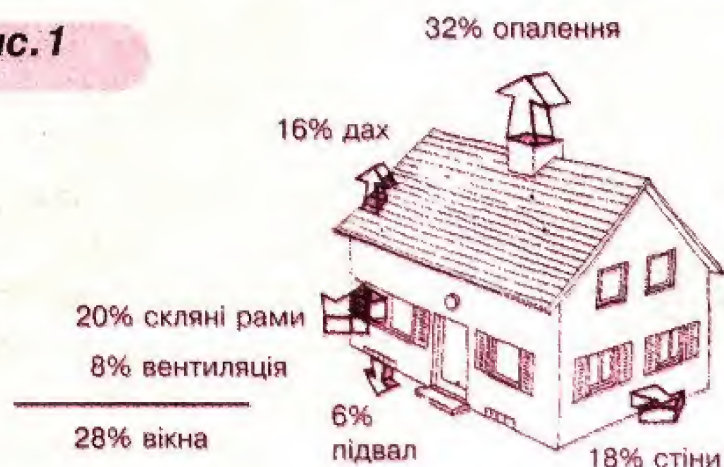 ис.1
32% опалення
16% дах
20% скляні рами
8% вентиляція
28% вікна
6%
підвал
18% стіни